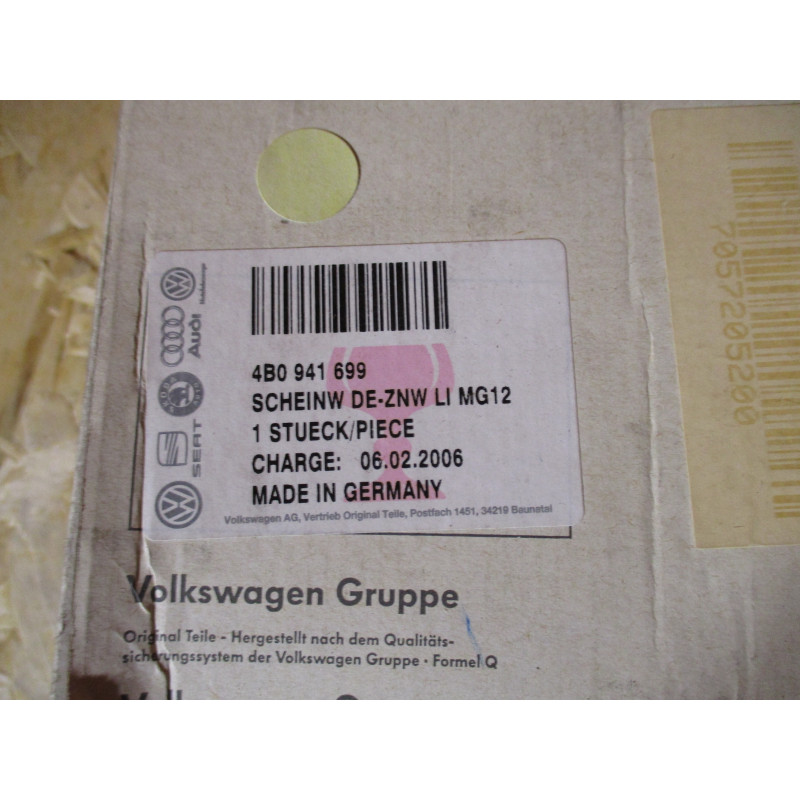 4B0 941 699
SCHEINW DE-ZNW LI MG12
1 STUECK/PIECE
CHARGE: 06.02.2006
MADE IN GERMANY
Volkswagen AG, Vertrieb Original Teile, Postfach 1451, 34219 Baunatal
Audi
SEAT
7057205200
Volkswagen Gruppe
Original Teile - Hergestellt nach dem Qualitäts-
sicherungssystem der Volkswagen Gruppe · Formel Q